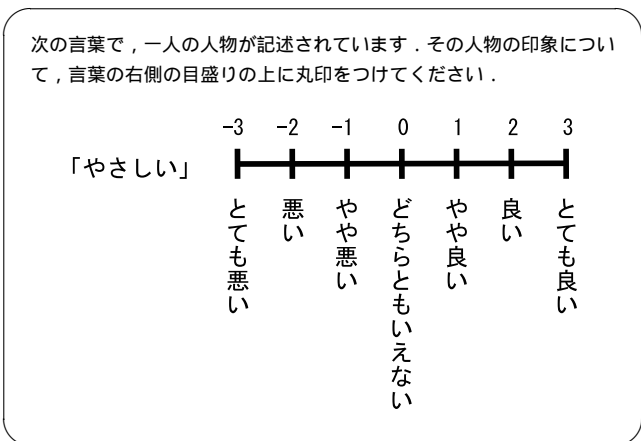 次の言葉で，一人の人物が記述されています．その人物の印象につい
て，言葉の右側の目盛りの上に丸印をつけてください．
-3 -2 -1 0 1 2 3
「やさしい」
とても悪い
悪い
やや悪い
どちらともいえない
やや良い
良い
とても良い